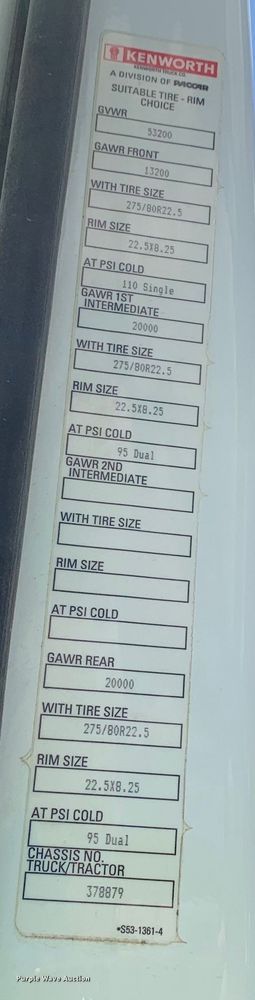 KENWORTH
KENWORTH TRUCK CO.
A DIVISION OF PACCAR
SUITABLE TIRE - RIM
CHOICE
GVWR
53200
GAWR FRONT
13200
WITH TIRE SIZE
275/80R22.5
RIM SIZE
22.5X8.25
AT PSI COLD
110 Single
GAWR 1ST
INTERMEDIATE
20000
WITH TIRE SIZE
275/80R22.5
RIM SIZE
22.5X8.25
AT PSI COLD
95 Dual
GAWR 2ND
INTERMEDIATE
WITH TIRE SIZE
RIM SIZE
AT PSI COLD
GAWR REAR
20000
WITH TIRE SIZE
275/80R22.5
RIM SIZE
22.5X8.25
AT PSI COLD
95 Dual
CHASSIS NO.
TRUCK/TRACTOR
378879
•S53-1361-4
Purple Wave Auction